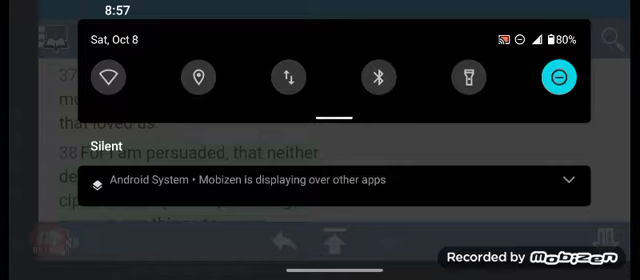 8:57
Sat, Oct 8
80%
37
that loved us.
38 For I am persuaded, that neither
Silent
Android System • Mobizen is displaying over other apps
Recorded by Mobizen